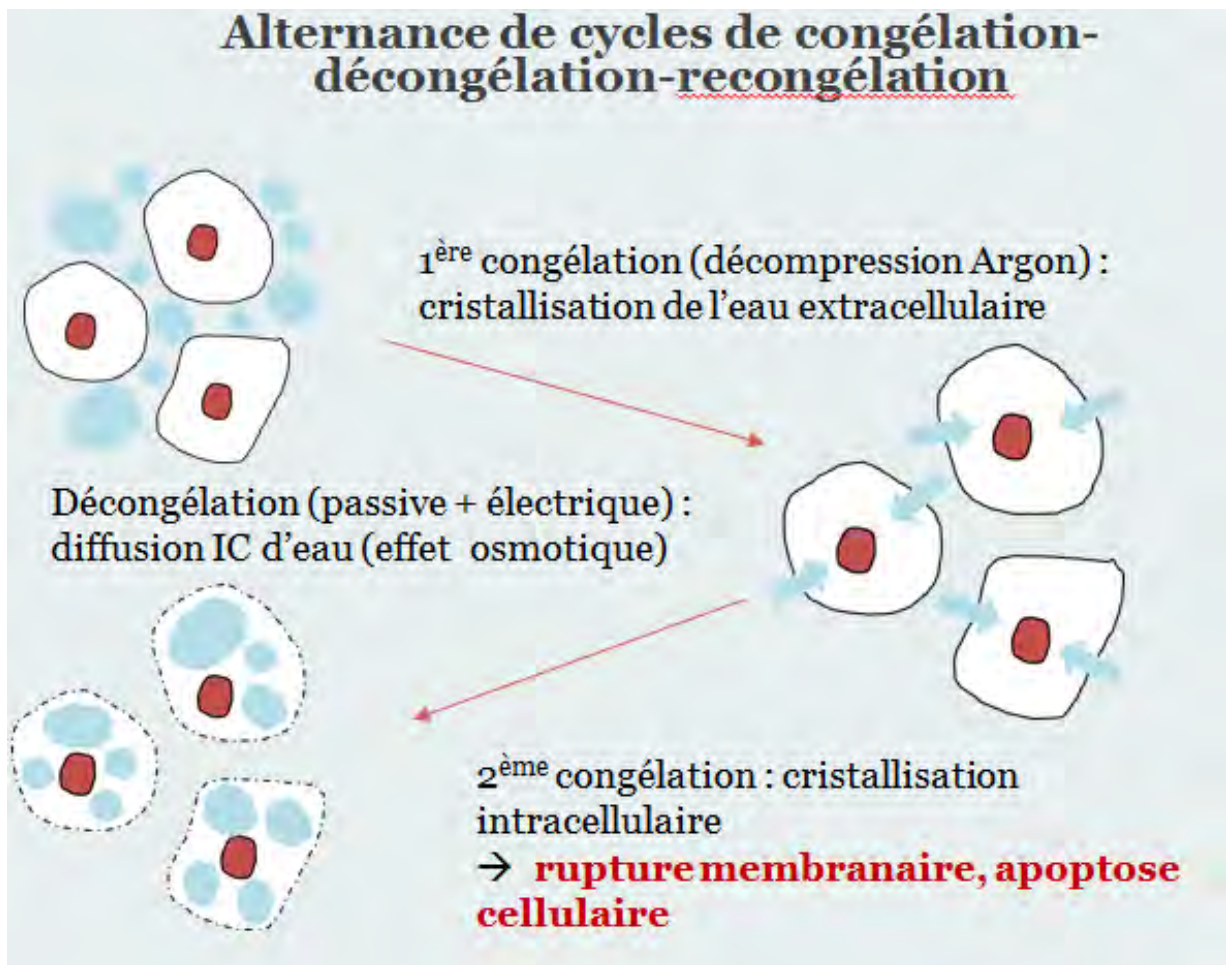 Alternance de cycles de congélation-
décongélation-recongélation
1ère congélation (décompression Argon) :
cristallisation de l'eau extracellulaire
Décongélation (passive + électrique) :
diffusion IC d'eau (effet osmotique)
2ème congélation : cristallisation
intracellulaire
→ rupture membranaire, apoptose
cellulaire